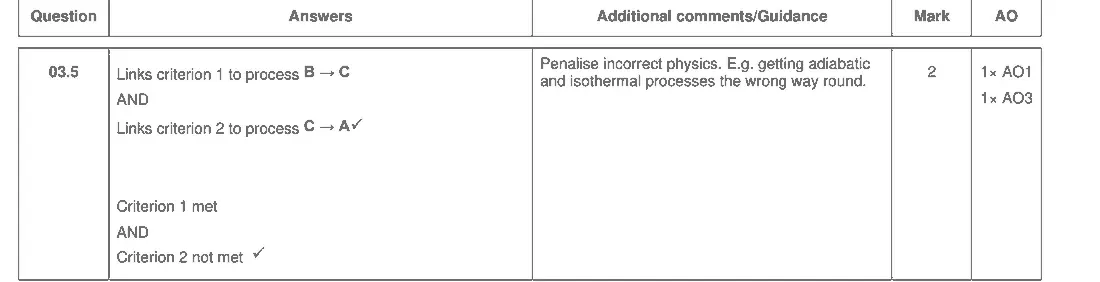 Question Answers Additional comments/Guidance Mark AO
03.5 Links criterion 1 to process B → C Penalise incorrect physics. E.g. getting adiabatic 2 1× AO1
and isothermal processes the wrong way round.
AND 1× AO3
Links criterion 2 to process C → A✓
Criterion 1 met
AND
Criterion 2 not met ✓